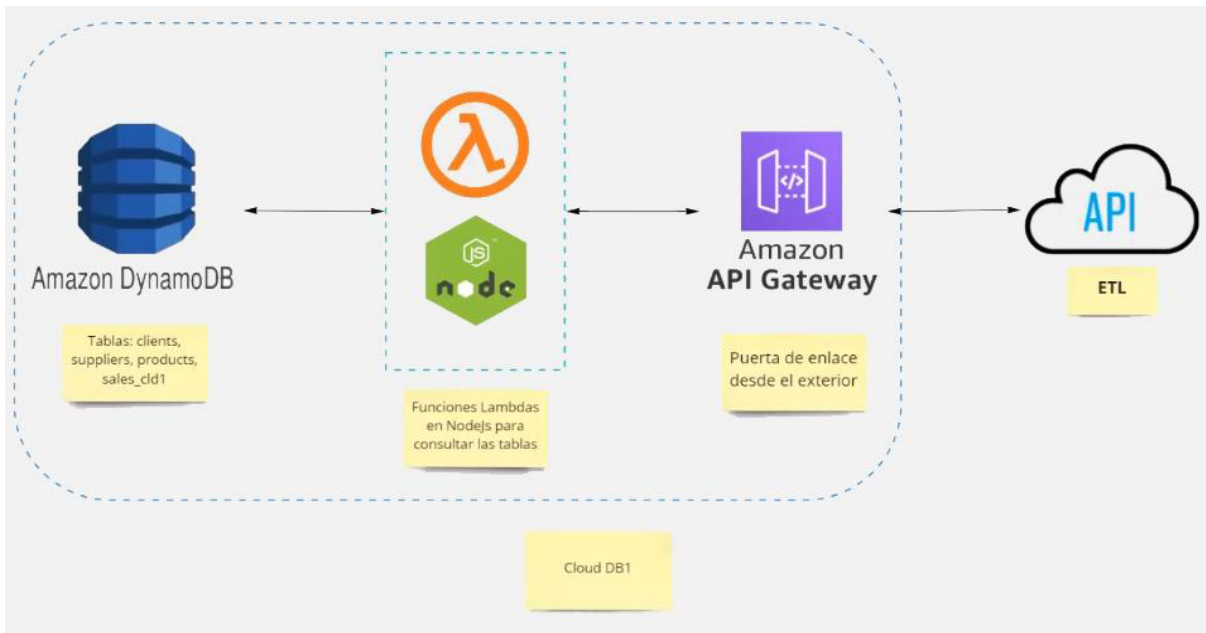 Amazon DynamoDB
Tablas: clients,
suppliers, products,
sales_cld1
λ
JS
node
Funciones Lambdas
en NodeJs para
consultar las tablas
</>
Amazon
API Gateway
Puerta de enlace
desde el exterior
API
ETL
Cloud DB1